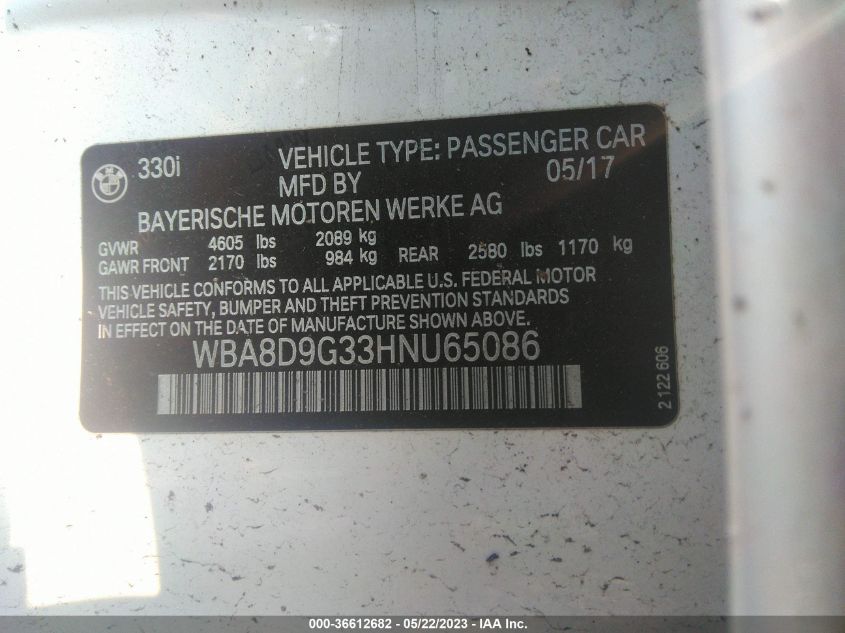 330i VEHICLE TYPE: PASSENGER CAR
MFD BY 05/17
BAYERISCHE MOTOREN WERKE AG
GVWR 4605 lbs 2089 kg
GAWR FRONT 2170 lbs 984 kg REAR 2580 lbs 1170 kg
THIS VEHICLE CONFORMS TO ALL APPLICABLE U.S. FEDERAL MOTOR
VEHICLE SAFETY, BUMPER AND THEFT PREVENTION STANDARDS
IN EFFECT ON THE DATE OF MANUFACTURE SHOWN ABOVE.
WBA8D9G33HNU65086
2 122 606
000-36612682 - 05/22/2023 - IAA Inc.